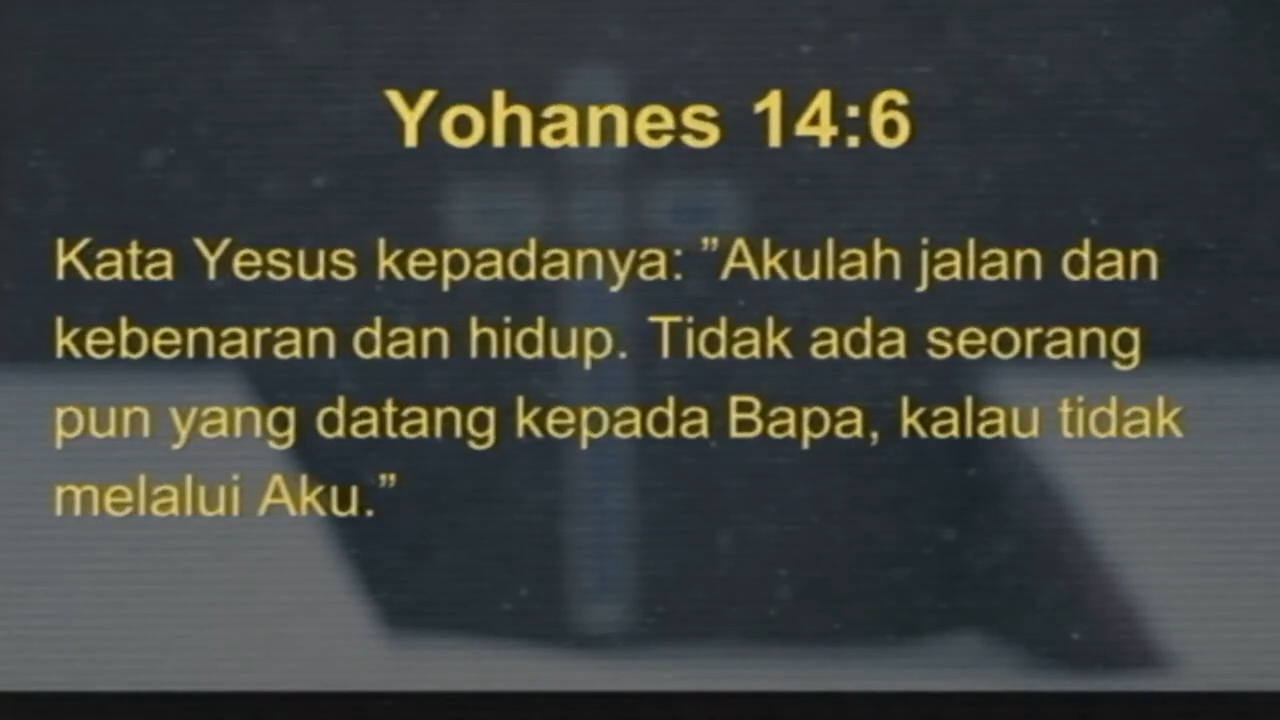 Yohanes 14:6
Kata Yesus kepadanya: ”Akulah jalan dan
kebenaran dan hidup. Tidak ada seorang
pun yang datang kepada Bapa, kalau tidak
melalui Aku.”